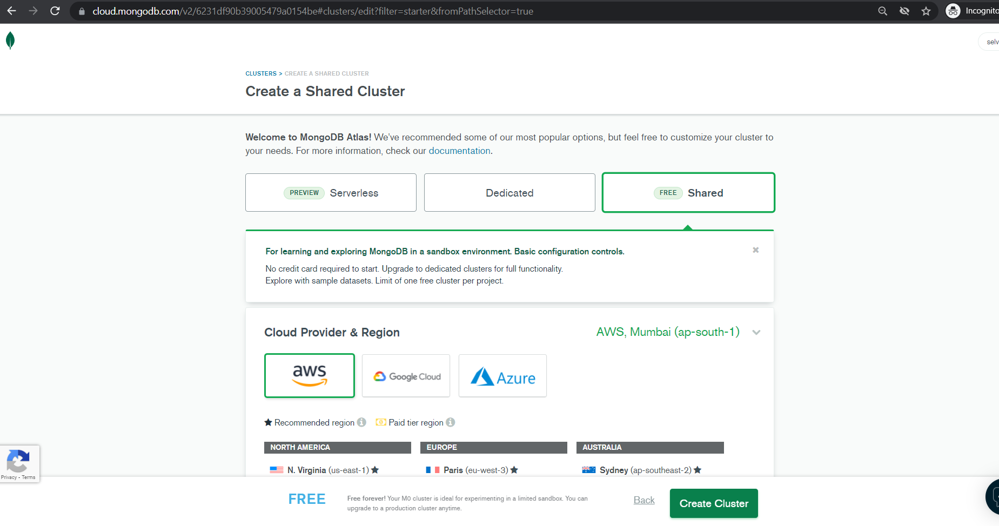 cloud.mongodb.com/v2/6231df90b39005479a0154be#clusters/edit?filter=starter&fromPathSelector=true
Incognito
selv
CLUSTERS > CREATE A SHARED CLUSTER
Create a Shared Cluster
Welcome to MongoDB Atlas! We've recommended some of our most popular options, but feel free to customize your cluster to
your needs. For more information, check our documentation.
PREVIEW Serverless
Dedicated
FREE Shared
For learning and exploring MongoDB in a sandbox environment. Basic configuration controls.
No credit card required to start. Upgrade to dedicated clusters for full functionality.
Explore with sample datasets. Limit of one free cluster per project.
Cloud Provider & Region
AWS, Mumbai (ap-south-1)
aws
Google Cloud
Azure
Recommended region
Paid tier region
NORTH AMERICA
EUROPE
AUSTRALIA
N. Virginia (us-east-1)
Paris (eu-west-3)
Sydney (ap-southeast-2)
Privacy - Terms
FREE
Free forever! Your M0 cluster is ideal for experimenting in a limited sandbox. You can
upgrade to a production cluster anytime.
Back
Create Cluster